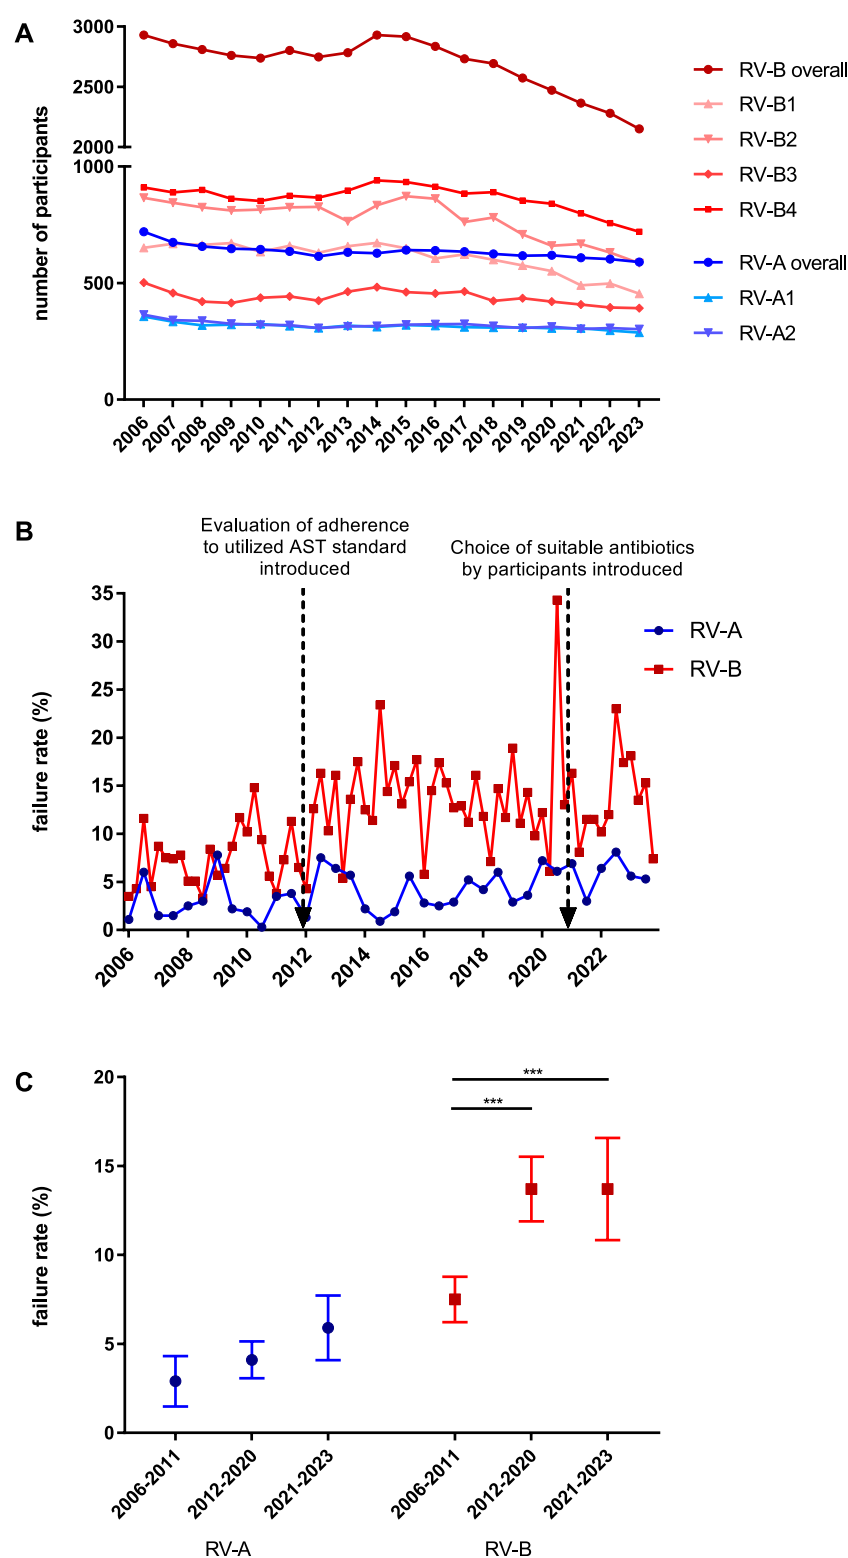 A
number of participants
3000
2500
2000
1000
500
0
2006
2007
2008
2009
2010
2011
2012
2013
2014
2015
2016
2017
2018
2019
2020
2021
2022
2023
RV-B overall
RV-B1
RV-B2
RV-B3
RV-B4
RV-A overall
RV-A1
RV-A2
B
Evaluation of adherence
to utilized AST standard
introduced
Choice of suitable antibiotics
by participants introduced
failure rate (%)
35
30
25
20
15
10
5
0
2006
2008
2010
2012
2014
2016
2018
2020
2022
RV-A
RV-B
C
failure rate (%)
20
15
10
5
0
***
***
2006-2011
2012-2020
2021-2023
2006-2011
2012-2020
2021-2023
RV-A
RV-B